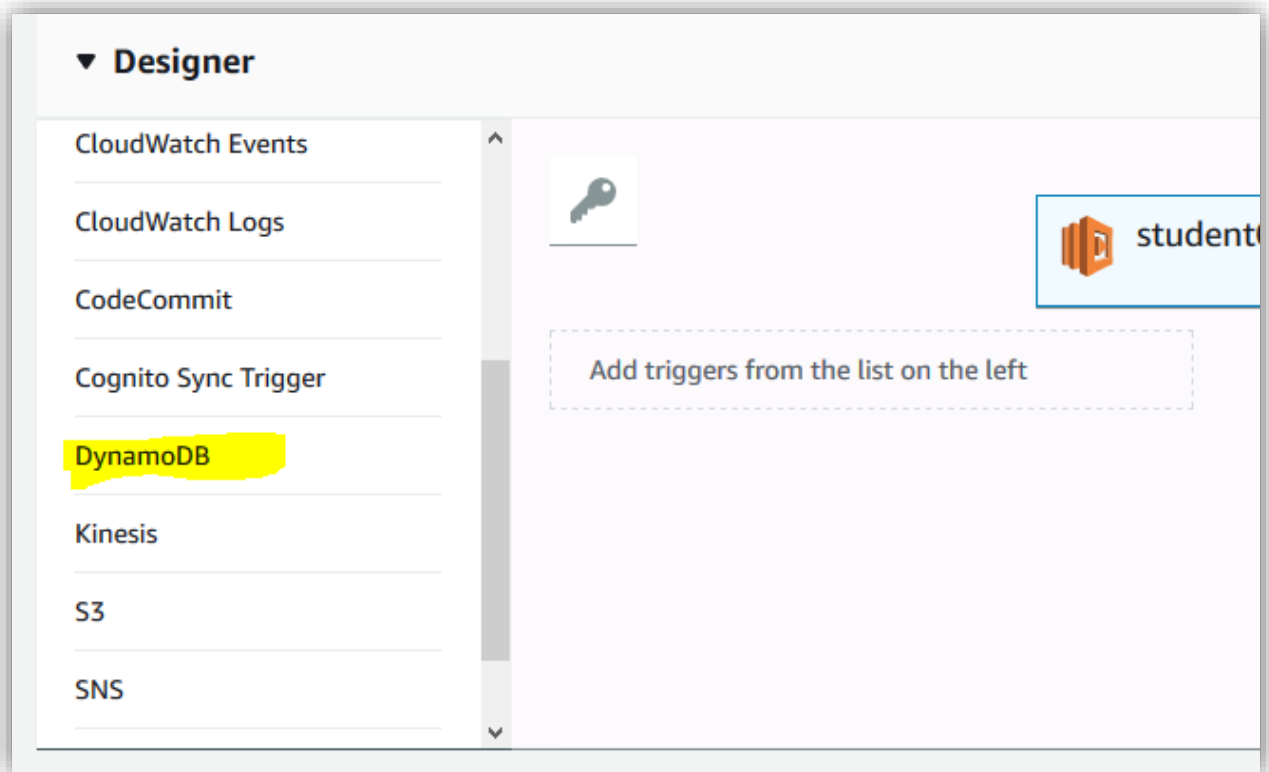 Designer
CloudWatch Events
CloudWatch Logs
CodeCommit
Cognito Sync Trigger
DynamoDB
Kinesis
S3
SNS
student
Add triggers from the list on the left